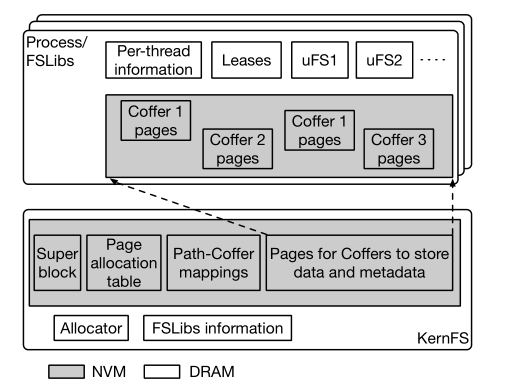 Process/
FSLibs
Per-thread
information
Leases
uFS1
uFS2
····
Coffer 1
pages
Coffer 2
pages
Coffer 1
pages
Coffer 3
pages
Super
block
Page
allocation
table
Path-Coffer
mappings
Pages for Coffers to store
data and metadata
Allocator
FSLibs information
KernFS
NVM
DRAM